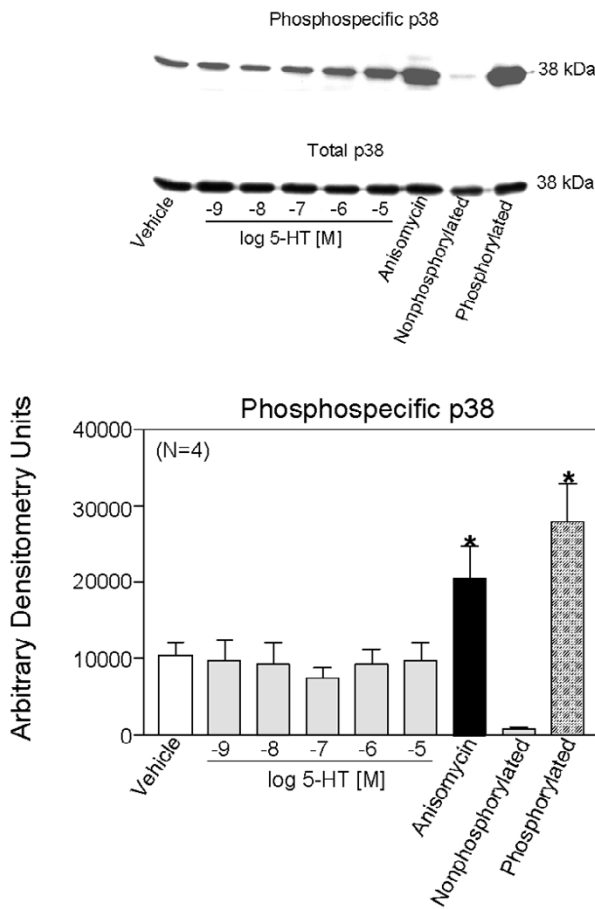 Phosphospecific p38
38 kDa
Total p38
38 kDa
Vehicle
-9 -8 -7 -6 -5
log 5-HT [M]
Anisomycin
Nonphosphorylated
Phosphorylated
Phosphospecific p38
Arbitrary Densitometry Units
40000
(N=4)
30000
20000
10000
0
* *
Vehicle
-9 -8 -7 -6 -5
log 5-HT [M]
Anisomycin
Nonphosphorylated
Phosphorylated